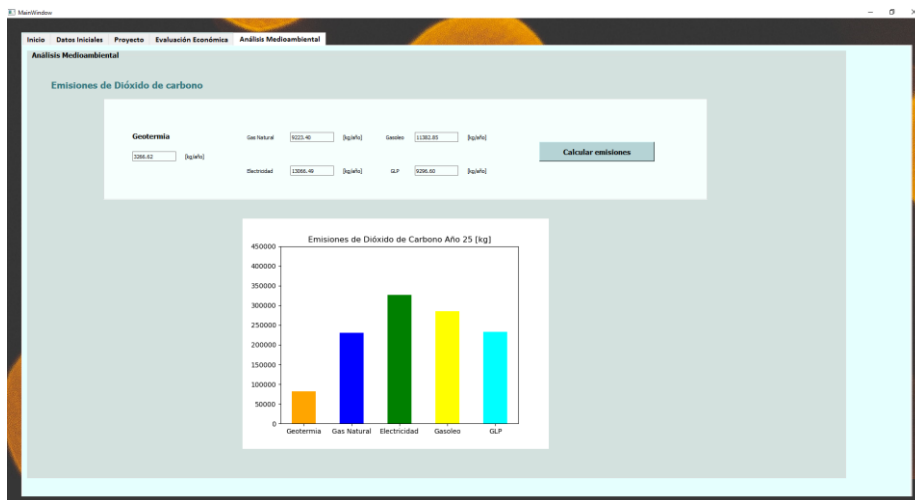 MainWindow
Inicio Datos Iniciales Proyecto Evaluación Económica Análisis Medioambiental
Análisis Medioambiental
Emisiones de Dióxido de carbono
Geotermia
3266.62 [kg/año]
Gas Natural 9223.40 [kg/año] Gasoleo 11382.85 [kg/año]
Electricidad 13066.49 [kg/año] GLP 9296.60 [kg/año]
Calcular emisiones
Emisiones de Dióxido de Carbono Año 25 [kg]
450000
400000
350000
300000
250000
200000
150000
100000
50000
0
Geotermia Gas Natural Electricidad Gasoleo GLP